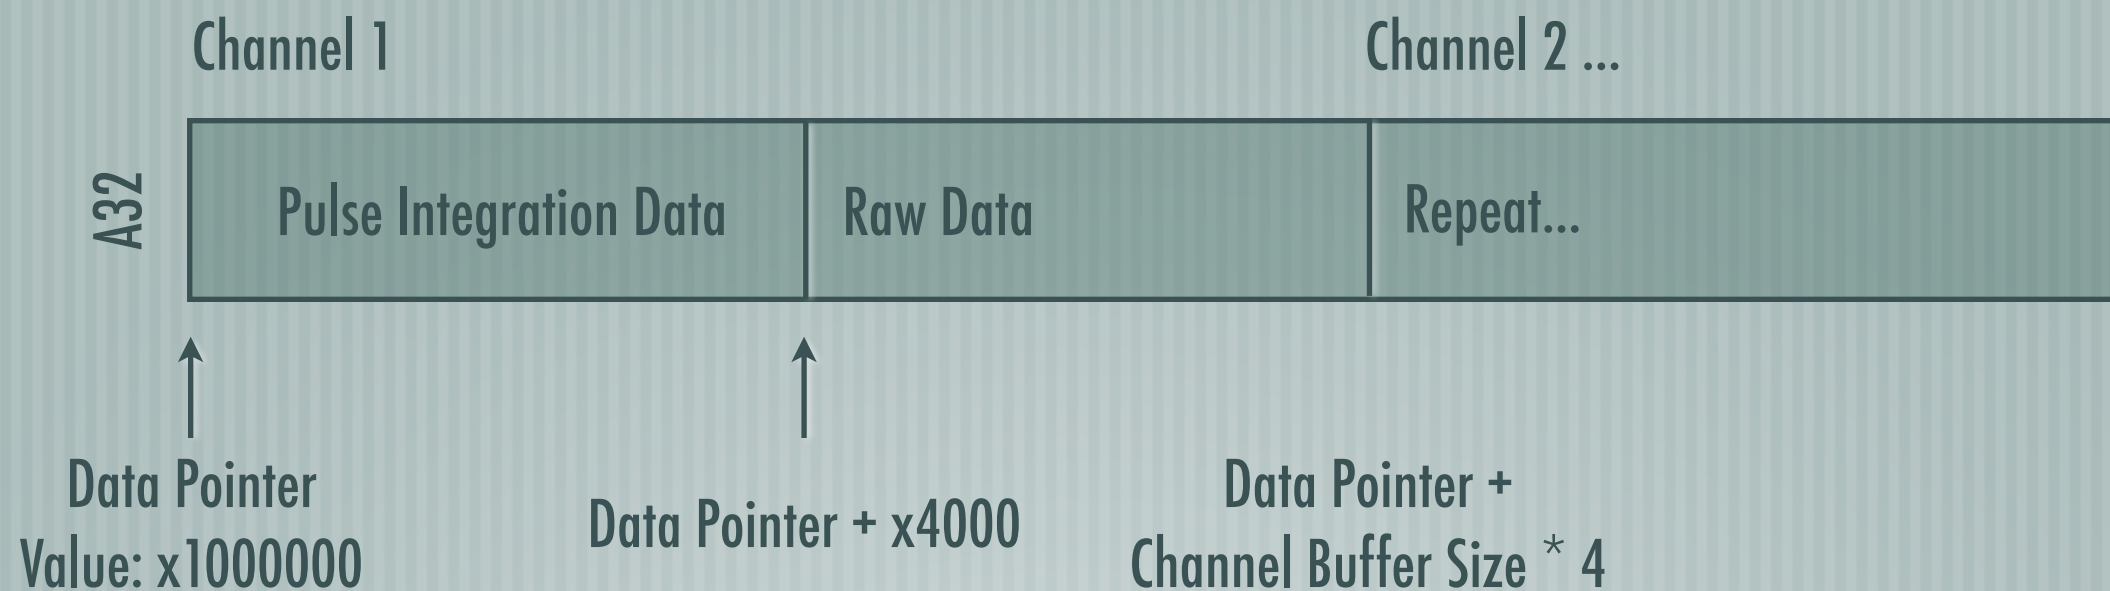 Channel 1
Channel 2 ...
A32
Pulse Integration Data
Raw Data
Repeat...
Data Pointer
Value: x1000000
Data Pointer + x4000
Data Pointer +
Channel Buffer Size * 4